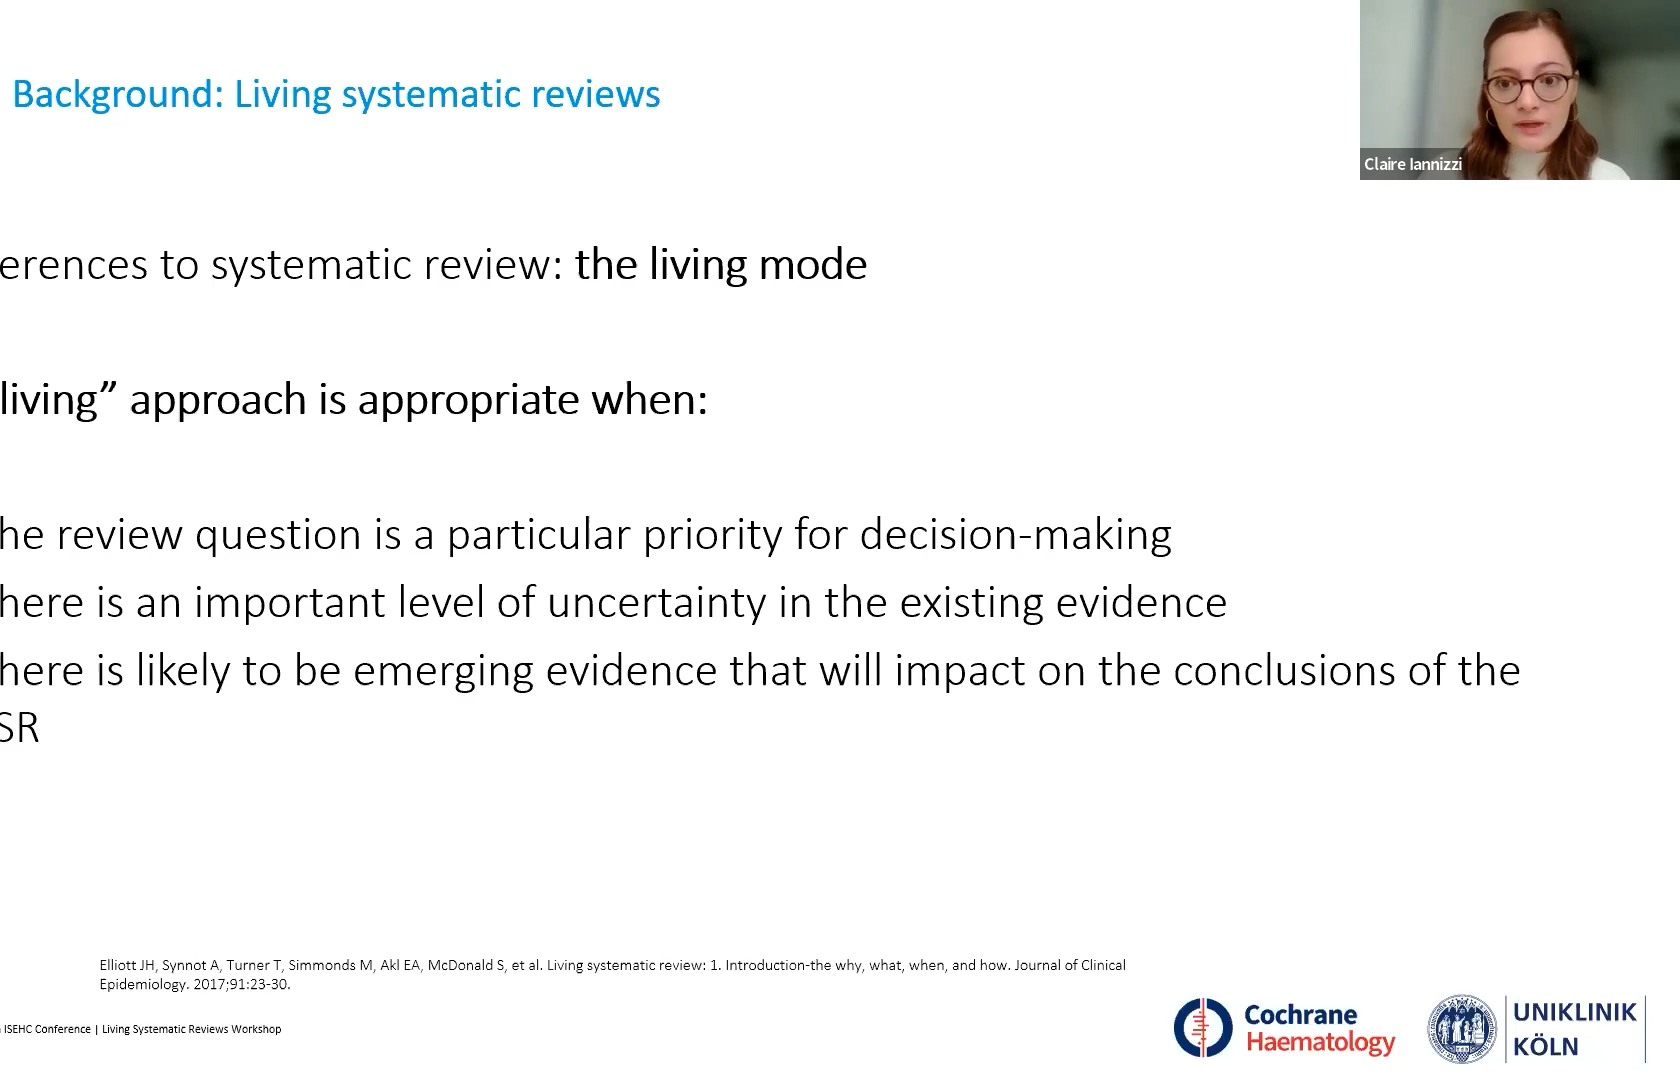 Background: Living systematic reviews
Claire Iannizzi
erences to systematic review: the living mode
living” approach is appropriate when:
he review question is a particular priority for decision-making
here is an important level of uncertainty in the existing evidence
here is likely to be emerging evidence that will impact on the conclusions of the
SR
Elliott JH, Synnot A, Turner T, Simmonds M, Akl EA, McDonald S, et al. Living systematic review: 1. Introduction-the why, what, when, and how. Journal of Clinical
Epidemiology. 2017;91:23-30.
ISEHC Conference | Living Systematic Reviews Workshop
Cochrane
Haematology
UNIKLINIK
KÖLN